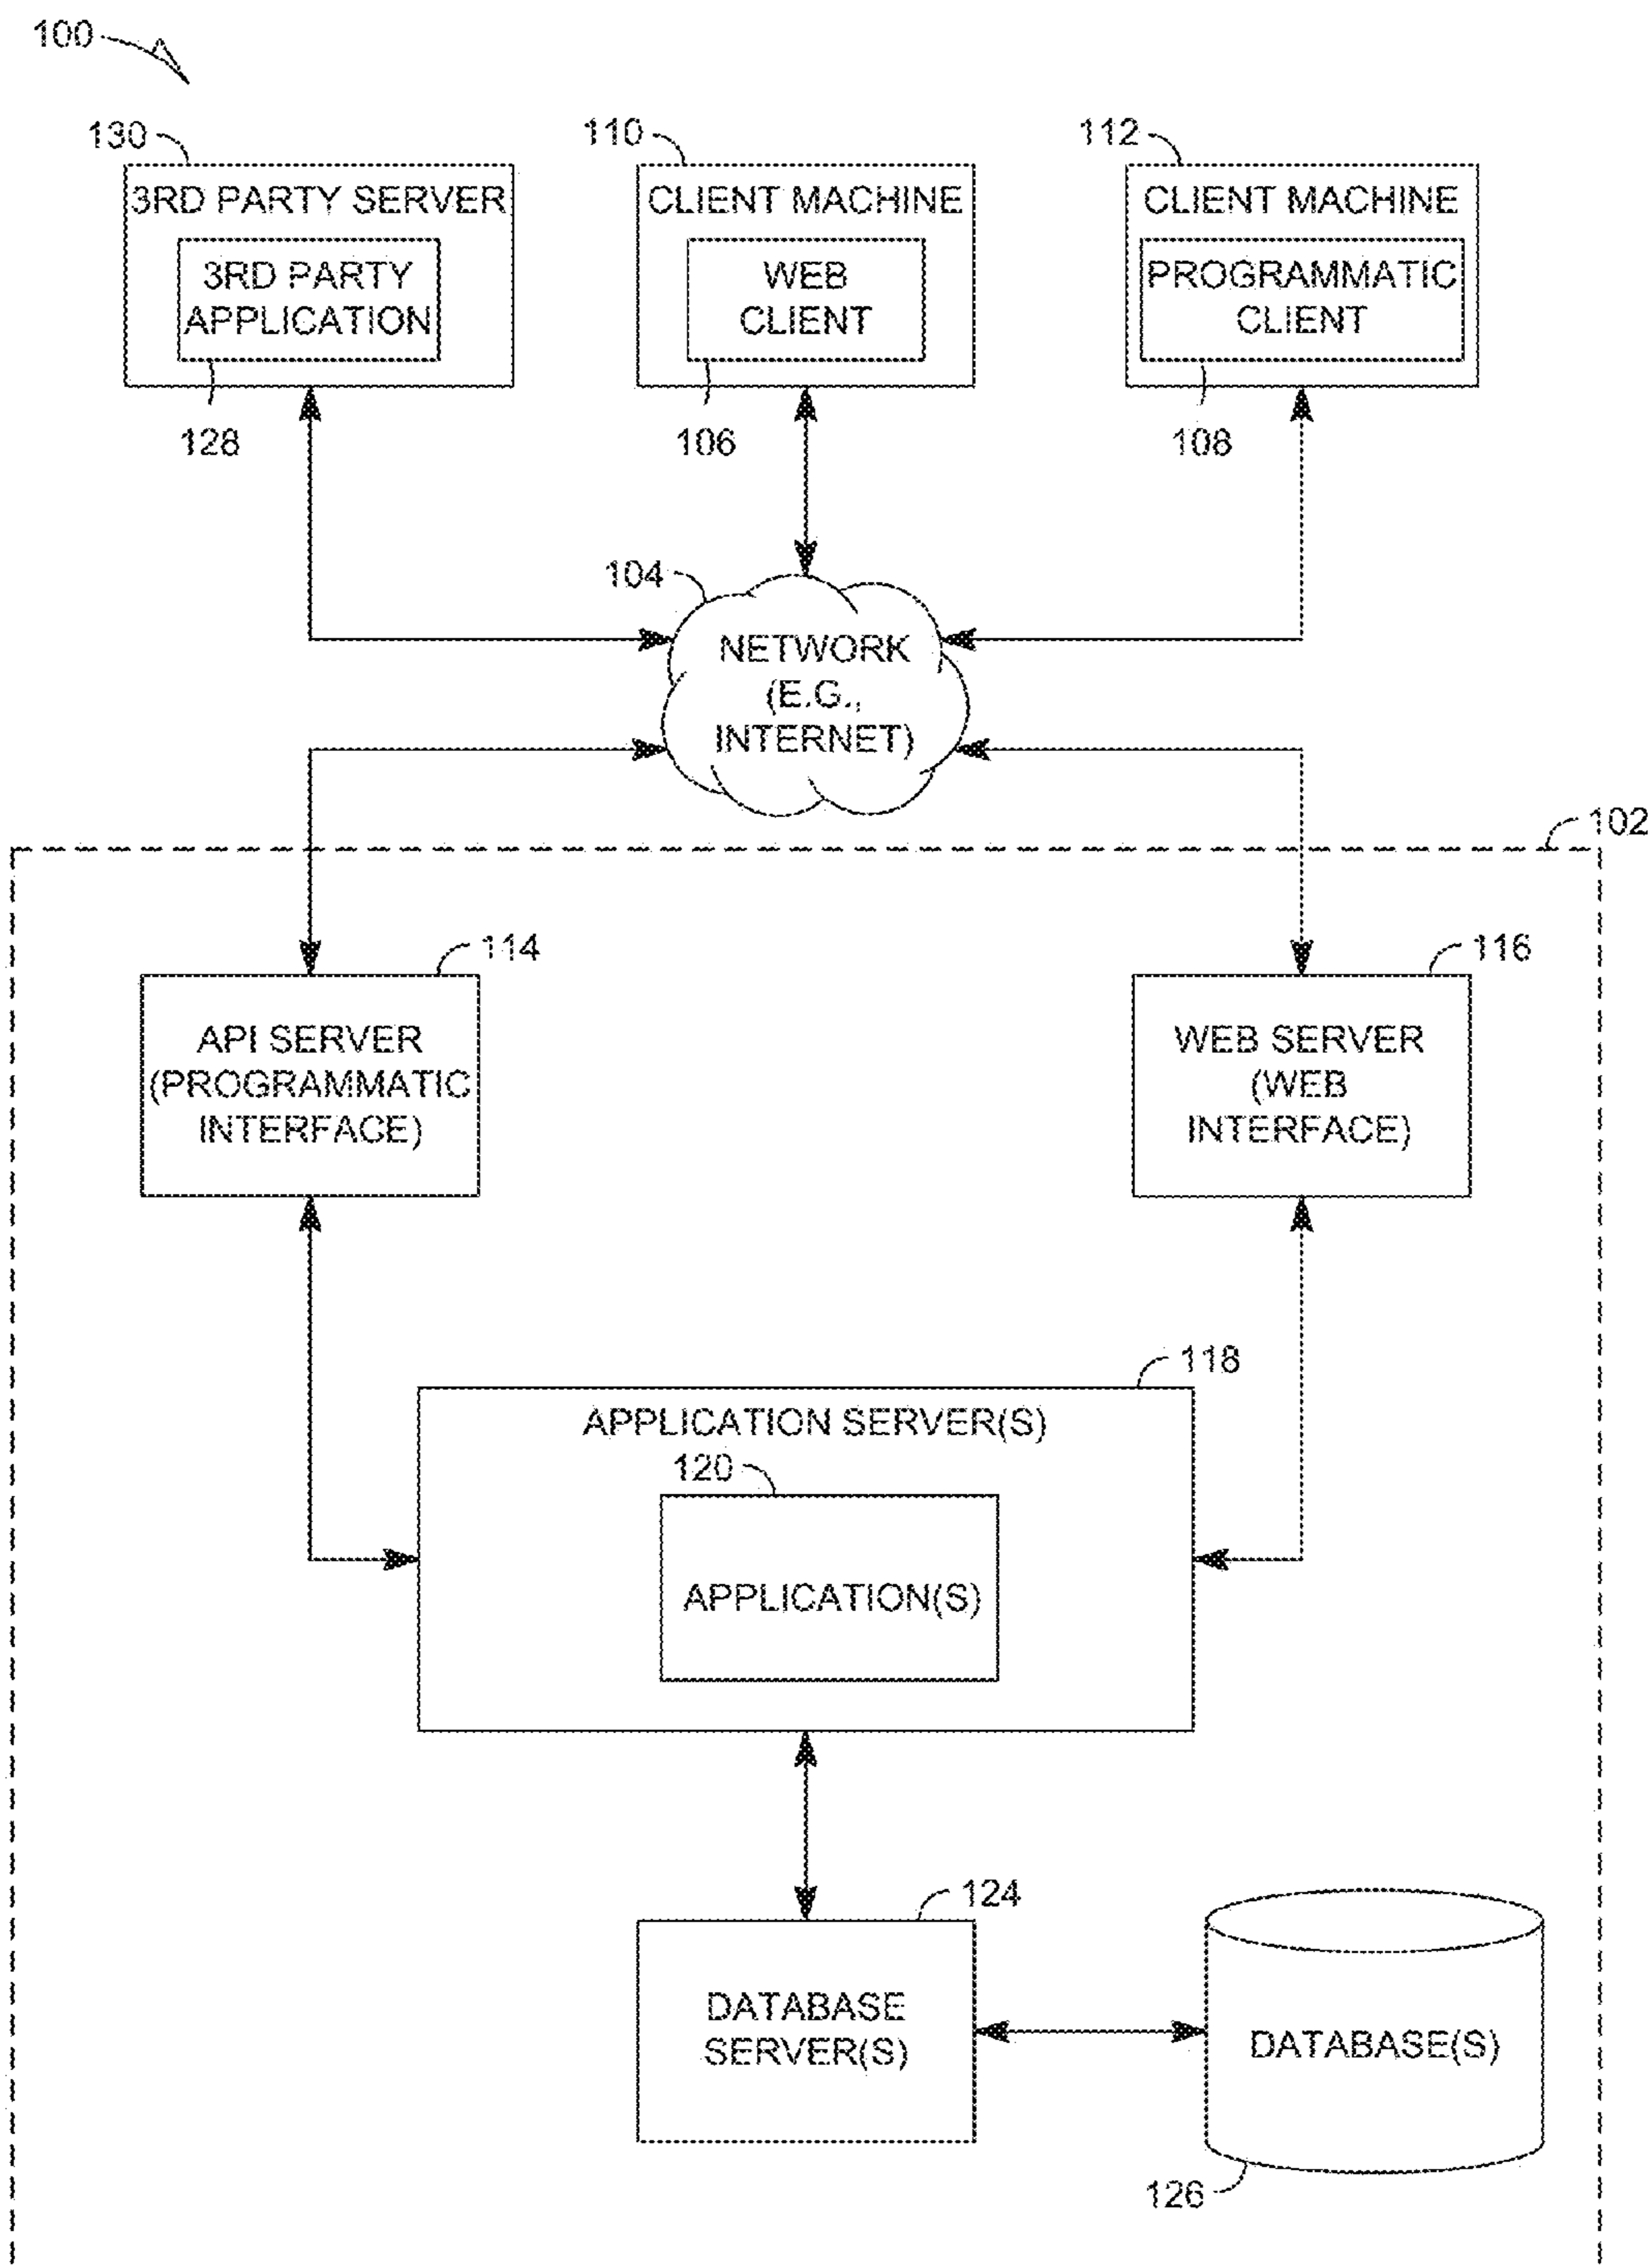 100
130
110
112
3RD PARTY SERVER
CLIENT MACHINE
CLIENT MACHINE
3RD PARTY
APPLICATION
WEB
CLIENT
PROGRAMMATIC
CLIENT
128
106
108
104
NETWORK
(E.G.,
INTERNET)
102
114
116
API SERVER
(PROGRAMMATIC
INTERFACE)
WEB SERVER
(WEB
INTERFACE)
118
APPLICATION SERVER(S)
120
APPLICATION(S)
124
DATABASE
SERVER(S)
DATABASE(S)
126